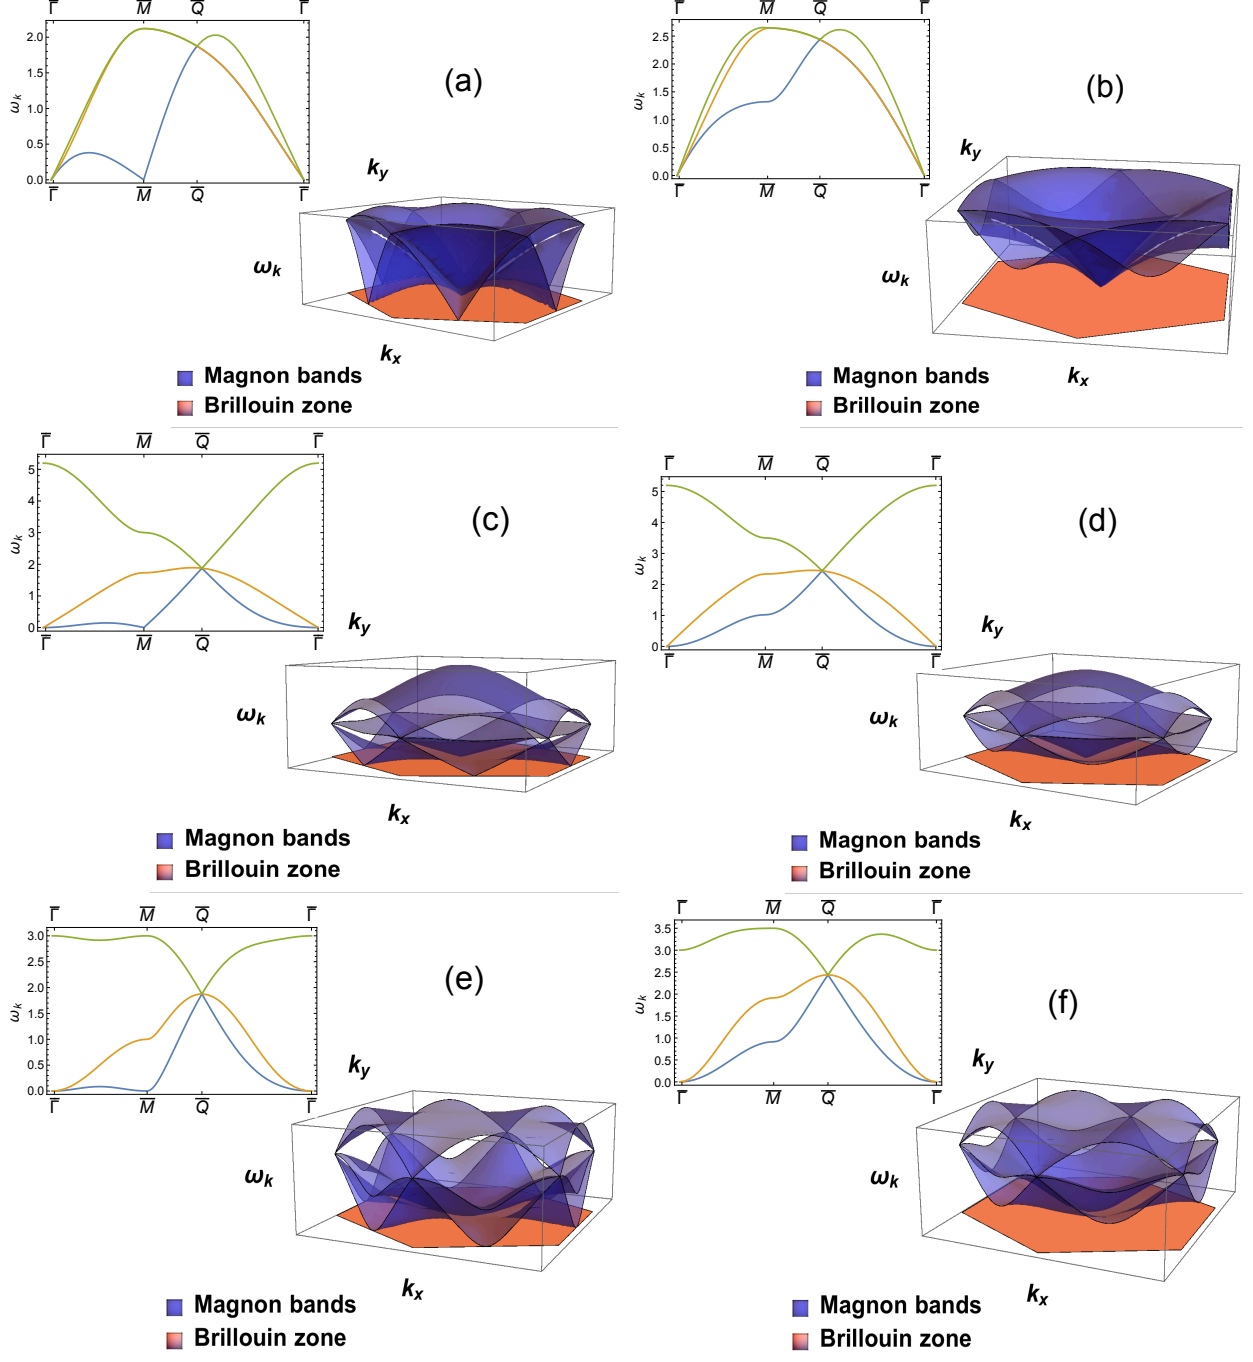 Γ̅ M̅ Q̅ Γ̅
2.0
1.5
1.0
0.5
0.0
ω_k
Γ̅ M̅ Q̅ Γ̅
(a)
k_y
ω_k
k_x
Magnon bands
Brillouin zone
Γ̅ M̅ Q̅ Γ̅
2.5
2.0
1.5
1.0
0.5
0.0
ω_k
Γ̅ M̅ Q̅ Γ̅
(b)
k_y
ω_k
k_x
Magnon bands
Brillouin zone
Γ̅ M̅ Q̅ Γ̅
5
4
3
2
1
0
ω_k
Γ̅ M̅ Q̅ Γ̅
(c)
k_y
ω_k
k_x
Magnon bands
Brillouin zone
Γ̅ M̅ Q̅ Γ̅
5
4
3
2
1
0
ω_k
Γ̅ M̅ Q̅ Γ̅
(d)
k_y
ω_k
k_x
Magnon bands
Brillouin zone
Γ̅ M̅ Q̅ Γ̅
3.0
2.5
2.0
1.5
1.0
0.5
0.0
ω_k
Γ̅ M̅ Q̅ Γ̅
(e)
k_y
ω_k
k_x
Magnon bands
Brillouin zone
Γ̅ M̅ Q̅ Γ̅
3.5
3.0
2.5
2.0
1.5
1.0
0.5
0.0
ω_k
Γ̅ M̅ Q̅ Γ̅
(f)
k_y
ω_k
k_x
Magnon bands
Brillouin zone